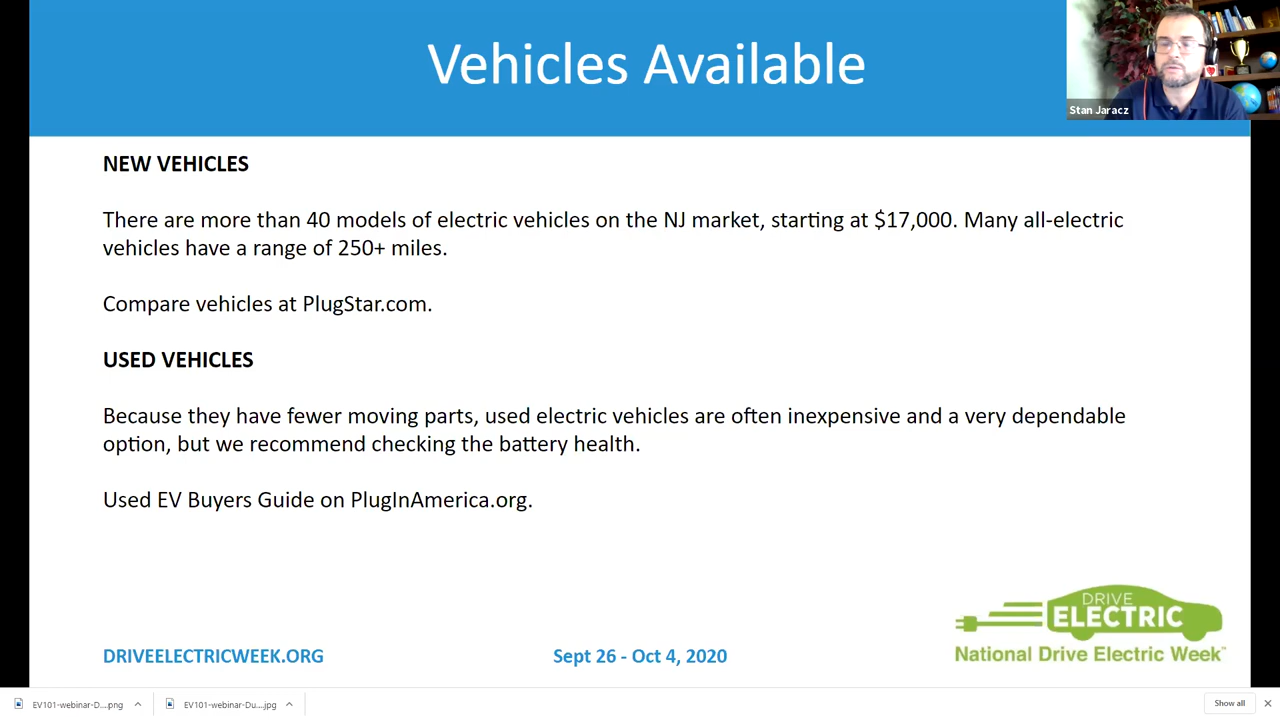 Vehicles Available
Stan Jaracz
NEW VEHICLES
There are more than 40 models of electric vehicles on the NJ market, starting at $17,000. Many all-electric
vehicles have a range of 250+ miles.
Compare vehicles at PlugStar.com.
USED VEHICLES
Because they have fewer moving parts, used electric vehicles are often inexpensive and a very dependable
option, but we recommend checking the battery health.
Used EV Buyers Guide on PlugInAmerica.org.
DRIVE
ELECTRIC
National Drive Electric Week™
DRIVEELECTRICWEEK.ORG
Sept 26 - Oct 4, 2020
EV101-webinar-D....png
EV101-webinar-Du....jpg
Show all